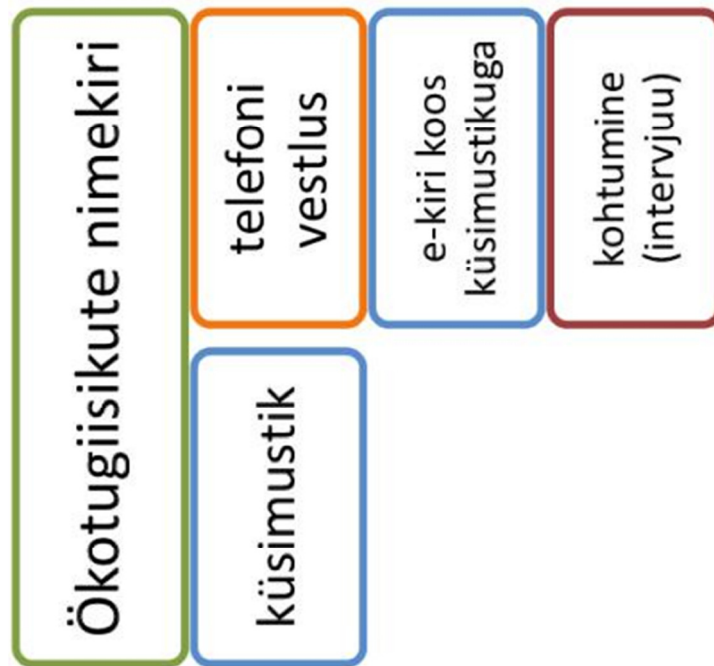 Ökotugiisikute nimekiri
küsimustik
telefoni
vestlus
e-kiri koos
küsimustikuga
kohtumine
(intervjuu)